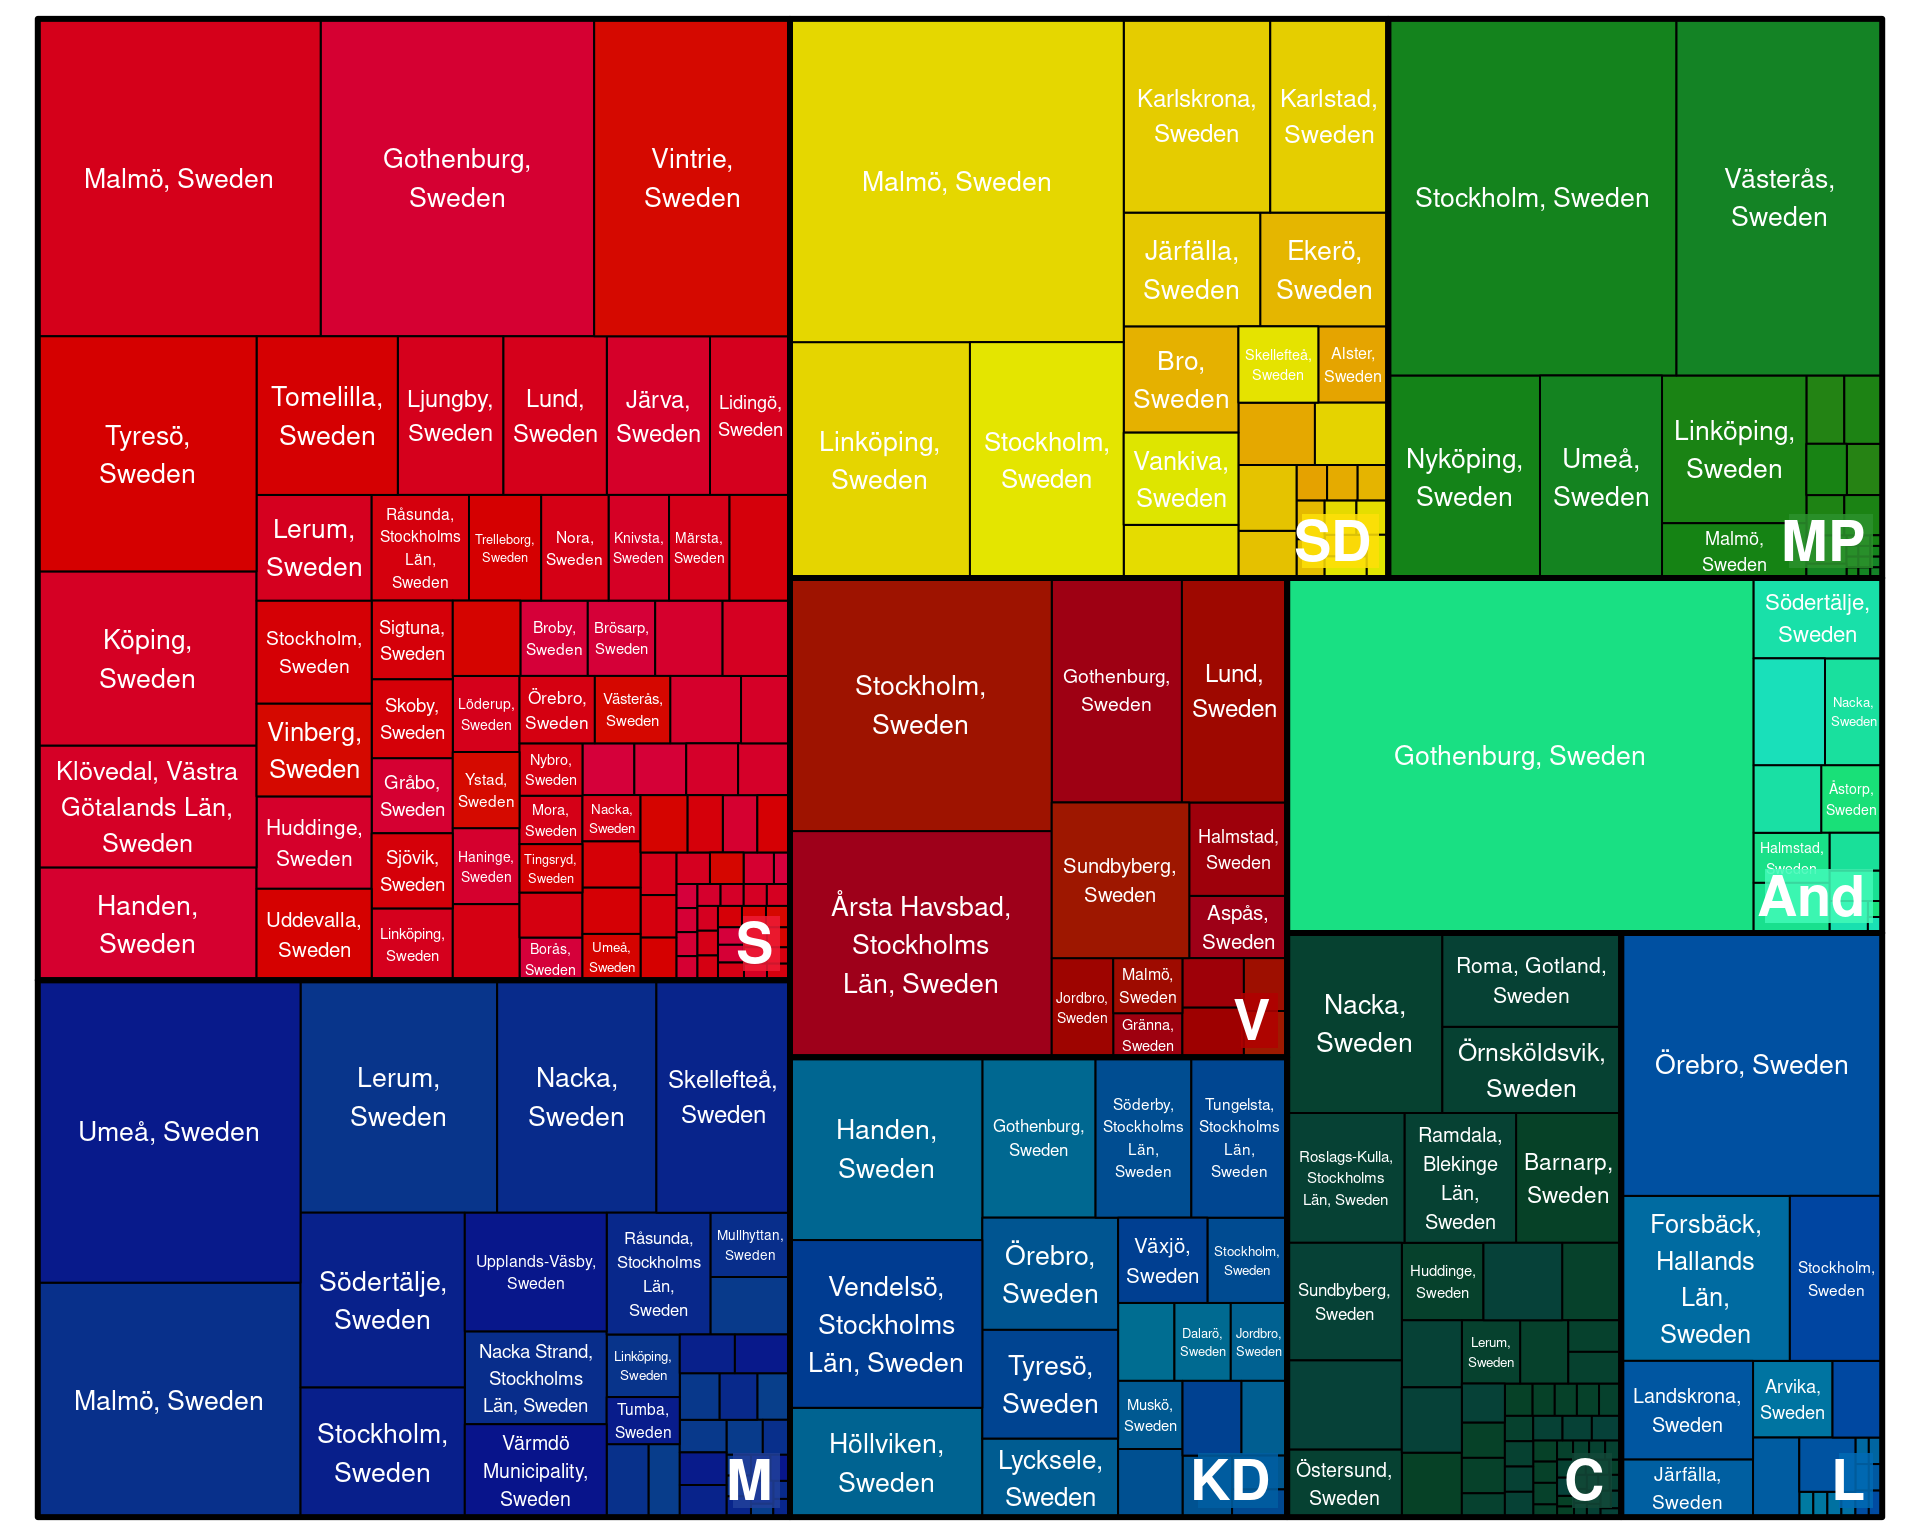 Malmö, Sweden
Gothenburg,
Sweden
Vintrie,
Sweden
Tyresö,
Sweden
Tomelilla,
Sweden
Ljungby,
Sweden
Lund,
Sweden
Järva,
Sweden
Lidingö,
Sweden
Lerum,
Sweden
Råsunda,
Stockholms
Län,
Sweden
Trelleborg,
Sweden
Nora,
Sweden
Knivsta,
Sweden
Märsta,
Sweden
Köping,
Sweden
Stockholm,
Sweden
Sigtuna,
Sweden
Broby,
Sweden
Brösarp,
Sweden
Vinberg,
Sweden
Skoby,
Sweden
Löderup,
Sweden
Örebro,
Sweden
Västerås,
Sweden
Klövedal, Västra
Götalands Län,
Sweden
Huddinge,
Sweden
Gråbo,
Sweden
Ystad,
Sweden
Nybro,
Sweden
Mora,
Sweden
Nacka,
Sweden
Handen,
Sweden
Uddevalla,
Sweden
Sjövik,
Sweden
Haninge,
Sweden
Tingsryd,
Sweden
Linköping,
Sweden
Borås,
Sweden
Umeå,
Sweden
S
Malmö, Sweden
Karlskrona,
Sweden
Karlstad,
Sweden
Järfälla,
Sweden
Ekerö,
Sweden
Linköping,
Sweden
Stockholm,
Sweden
Bro,
Sweden
Skellefteå,
Sweden
Alster,
Sweden
Vankiva,
Sweden
SD
Stockholm, Sweden
Västerås,
Sweden
Nyköping,
Sweden
Umeå,
Sweden
Linköping,
Sweden
Malmö,
Sweden
MP
Stockholm,
Sweden
Gothenburg,
Sweden
Lund,
Sweden
Årsta Havsbad,
Stockholms
Län, Sweden
Sundbyberg,
Sweden
Halmstad,
Sweden
Aspås,
Sweden
Jordbro,
Sweden
Malmö,
Sweden
Gränna,
Sweden
V
Gothenburg, Sweden
Södertälje,
Sweden
Nacka,
Sweden
Åstorp,
Sweden
Halmstad,
Sweden
And
Umeå, Sweden
Lerum,
Sweden
Nacka,
Sweden
Skellefteå,
Sweden
Malmö, Sweden
Södertälje,
Sweden
Upplands-Väsby,
Sweden
Råsunda,
Stockholms
Län,
Sweden
Mullhyttan,
Sweden
Stockholm,
Sweden
Nacka Strand,
Stockholms
Län, Sweden
Linköping,
Sweden
Värmdö
Municipality,
Sweden
Tumba,
Sweden
M
Handen,
Sweden
Gothenburg,
Sweden
Söderby,
Stockholms
Län,
Sweden
Tungelsta,
Stockholms
Län,
Sweden
Vendelsö,
Stockholms
Län, Sweden
Örebro,
Sweden
Växjö,
Sweden
Stockholm,
Sweden
Tyresö,
Sweden
Dalarö,
Sweden
Jordbro,
Sweden
Höllviken,
Sweden
Lycksele,
Sweden
Muskö,
Sweden
KD
Nacka,
Sweden
Roma, Gotland,
Sweden
Örnsköldsvik,
Sweden
Roslags-Kulla,
Stockholms
Län, Sweden
Ramdala,
Blekinge
Län,
Sweden
Barnarp,
Sweden
Sundbyberg,
Sweden
Huddinge,
Sweden
Lerum,
Sweden
Östersund,
Sweden
C
Örebro, Sweden
Forsbäck,
Hallands
Län,
Sweden
Stockholm,
Sweden
Landskrona,
Sweden
Arvika,
Sweden
Järfälla,
Sweden
L